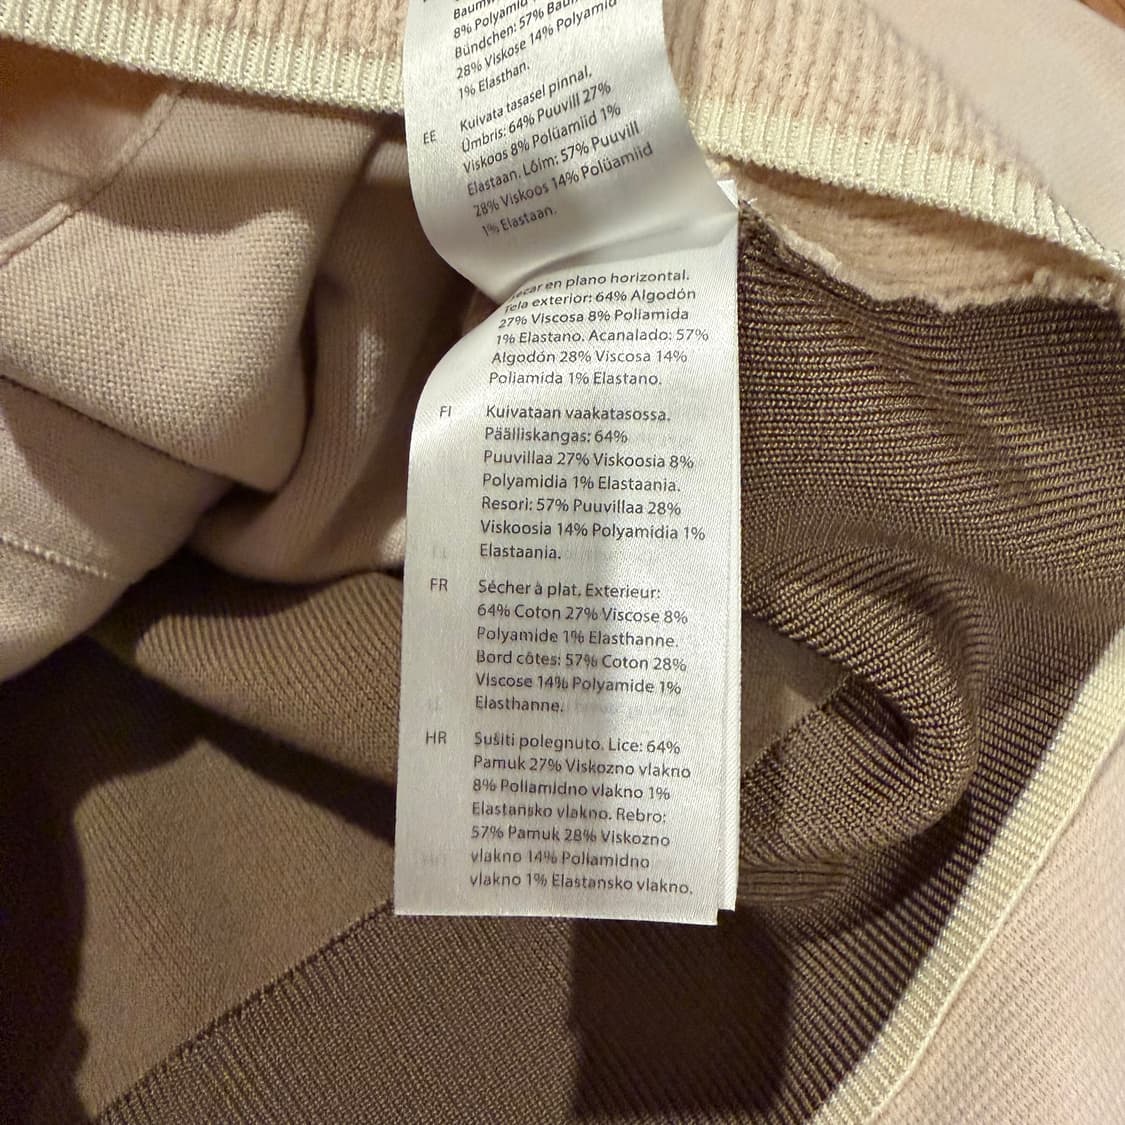 8% Polyamid
Bündchen: 57%
28% Viskose 14% Polyamid
1% Elasthan.
EE Kuivata tasasel pinnal.
Ümbris: 64% Puuvill 27%
Viskoos 8% Polüamiid 1%
Elastaan. Lõim: 57% Puuvill
28% Viskoos 14% Polüamiid
1% Elastaan.
en plano horizontal.
Tela exterior: 64% Algodón
27% Viscosa 8% Poliamida
1% Elastano. Acanalado: 57%
Algodón 28% Viscosa 14%
Poliamida 1% Elastano.
FI Kuivataan vaakatasossa.
Päälliskangas: 64%
Puuvillaa 27% Viskoosia 8%
Polyamidia 1% Elastaania.
Resori: 57% Puuvillaa 28%
Viskoosia 14% Polyamidia 1%
Elastaania.
FR Sécher à plat, Exterieur:
64% Coton 27% Viscose 8%
Polyamide 1% Elasthanne.
Bord côtes: 57% Coton 28%
Viscose 14% Polyamide 1%
Elasthanne.
HR Sušiti polegnuto. Lice: 64%
Pamuk 27% Viskozno vlakno
8% Poliamidno vlakno 1%
Elastansko vlakno. Rebro:
57% Pamuk 28% Viskozno
vlakno 14% Poliamidno
vlakno 1% Elastansko vlakno.